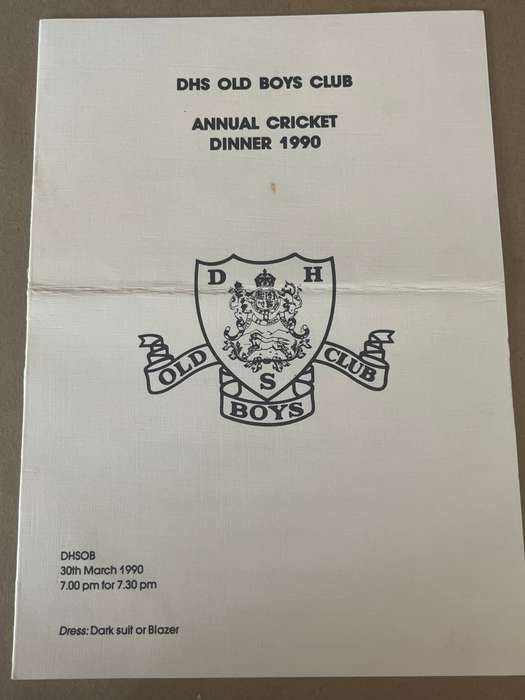 DHS OLD BOYS CLUB
ANNUAL CRICKET
DINNER 1990
D H
S
OLD
BOYS
CLUB
DHSOB
30th March 1990
7.00 pm for 7.30 pm
Dress: Dark suit or Blazer